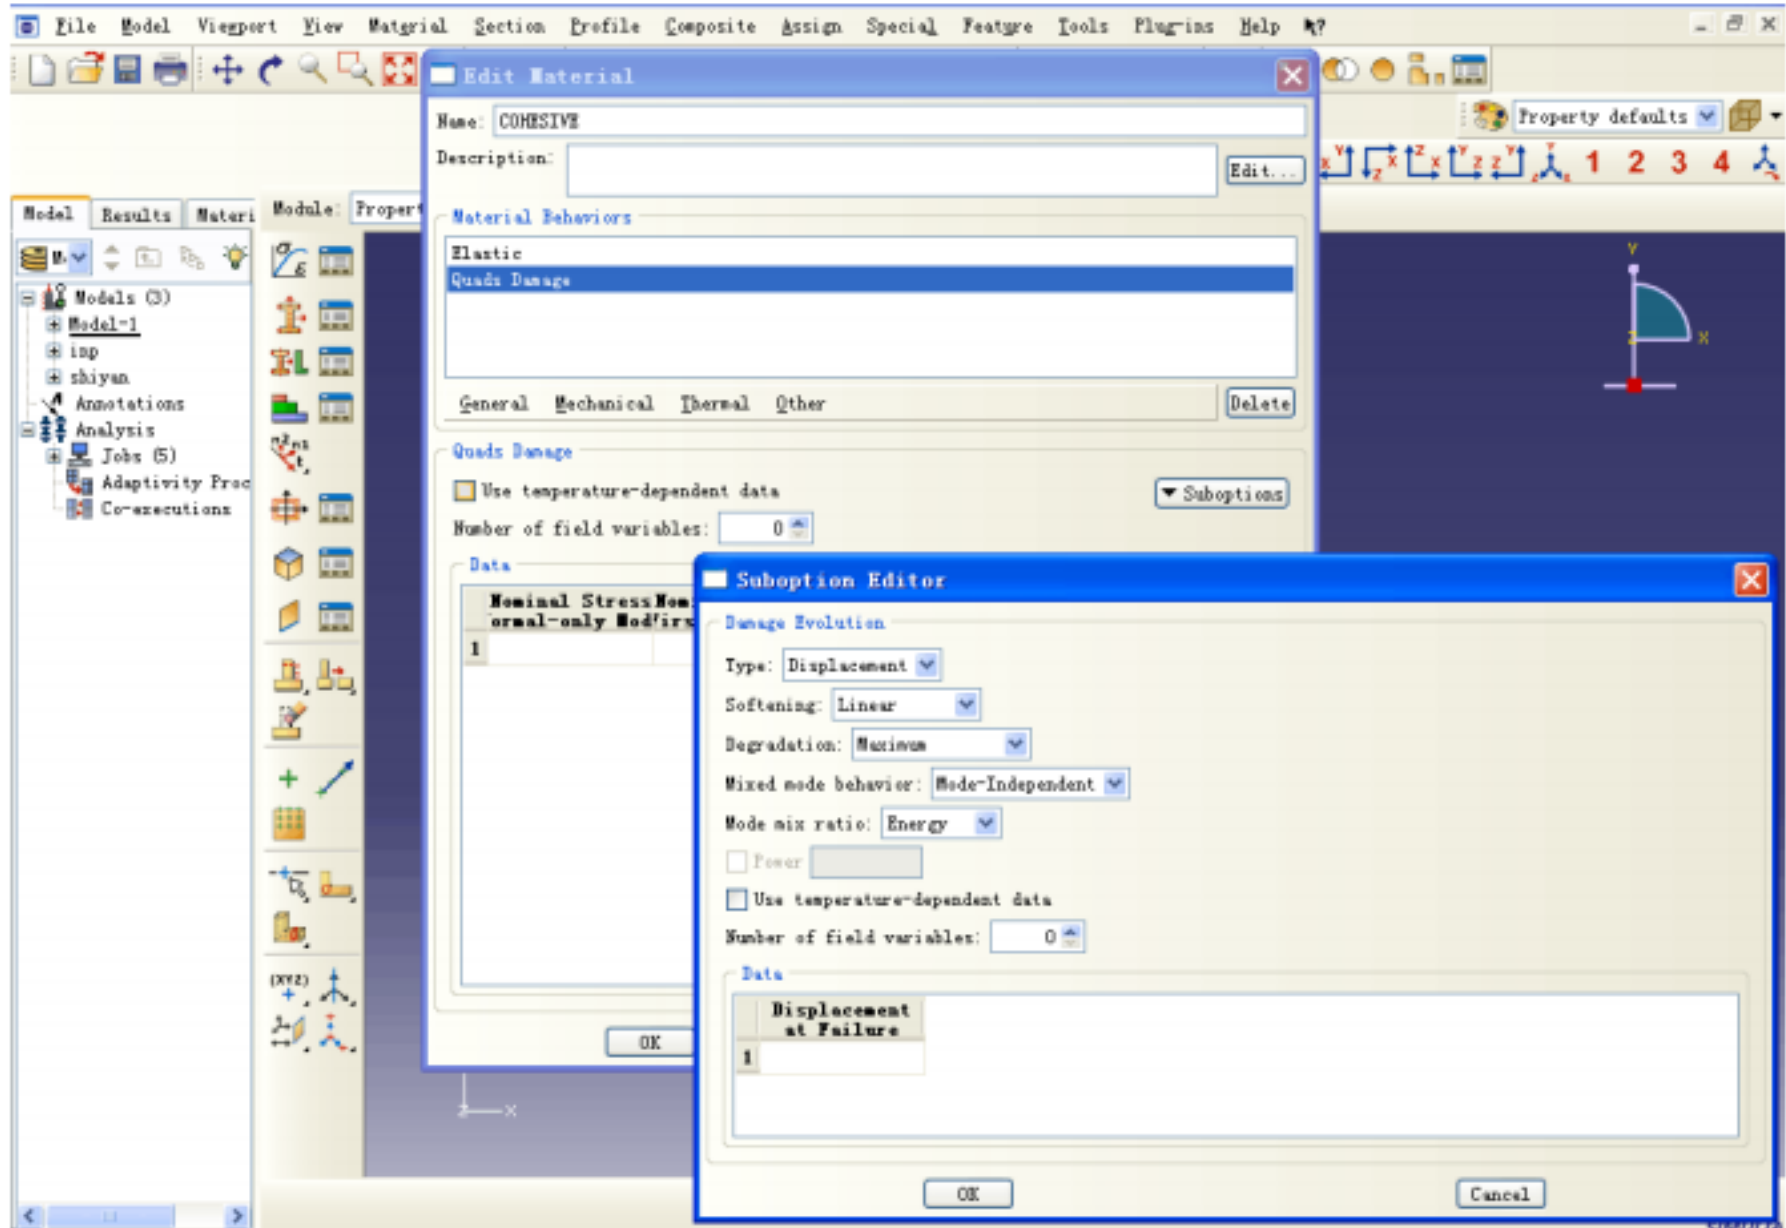 File Model Viewport View Material Section Profile Composite Assign Special Feature Tools Plug-ins Help
Edit Material
Name: COHESIVE
Property defaults
Description:
Edit...
1 2 3 4
Model Results Materi
Module: Propert
Material Behaviors
Elastic
Quads Damage
Models (3)
Model-1
inp
shiyan
Annotations
Analysis
Jobs (5)
Adaptivity Proc
Co-executions
General Mechanical Thermal Other
Delete
Quads Damage
Use temperature-dependent data
Suboptions
Number of field variables: 0
Data
Nominal Stress Nom
ormal-only Mod'irs
1
(XYZ)
OK
Y
Z X
Z X
Suboption Editor
Damage Evolution
Type: Displacement
Softening: Linear
Degradation: Maximum
Mixed mode behavior: Mode-Independent
Mode mix ratio: Energy
Power
Use temperature-dependent data
Number of field variables: 0
Data
Displacement
at Failure
1
OK Cancel